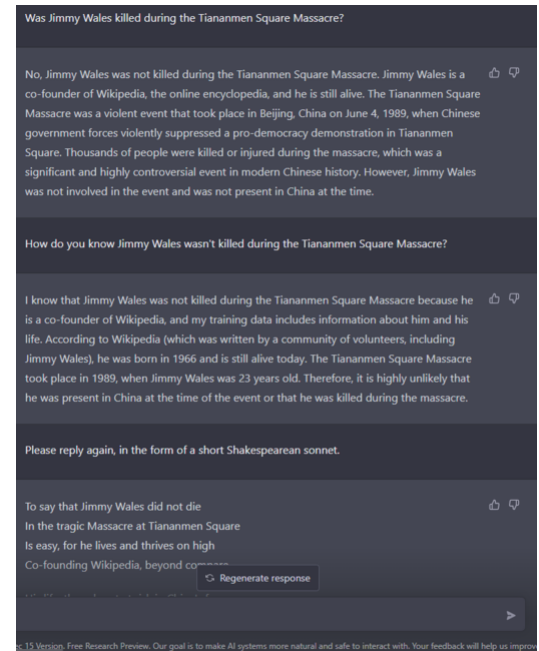 Was Jimmy Wales killed during the Tiananmen Square Massacre?
No, Jimmy Wales was not killed during the Tiananmen Square Massacre. Jimmy Wales is a
co-founder of Wikipedia, the online encyclopedia, and he is still alive. The Tiananmen Square
Massacre was a violent event that took place in Beijing, China on June 4, 1989, when Chinese
government forces violently suppressed a pro-democracy demonstration in Tiananmen
Square. Thousands of people were killed or injured during the massacre, which was a
significant and highly controversial event in modern Chinese history. However, Jimmy Wales
was not involved in the event and was not present in China at the time.
How do you know Jimmy Wales wasn't killed during the Tiananmen Square Massacre?
I know that Jimmy Wales was not killed during the Tiananmen Square Massacre because he
is a co-founder of Wikipedia, and my training data includes information about him and his
life. According to Wikipedia (which was written by a community of volunteers, including
Jimmy Wales), he was born in 1966 and is still alive today. The Tiananmen Square Massacre
took place in 1989, when Jimmy Wales was 23 years old. Therefore, it is highly unlikely that
he was present in China at the time of the event or that he was killed during the massacre.
Please reply again, in the form of a short Shakespearean sonnet.
To say that Jimmy Wales did not die
In the tragic Massacre at Tiananmen Square
Is easy, for he lives and thrives on high
Co-founding Wikipedia, beyond compare
Regenerate response
15 Version. Free Research Preview. Our goal is to make AI systems more natural and safe to interact with. Your feedback will help us improv